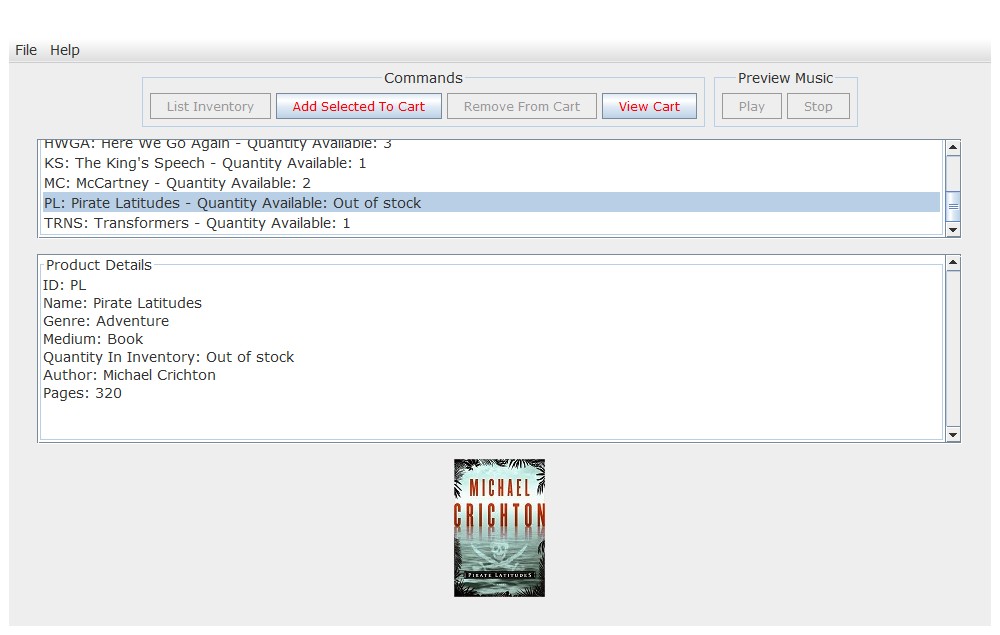 File Help
Commands
Preview Music
List Inventory Add Selected To Cart Remove From Cart View Cart Play Stop
HWGA: Here We Go Again - Quantity Available: 3
KS: The King's Speech - Quantity Available: 1
MC: McCartney - Quantity Available: 2
PL: Pirate Latitudes - Quantity Available: Out of stock
TRNS: Transformers - Quantity Available: 1
Product Details
ID: PL
Name: Pirate Latitudes
Genre: Adventure
Medium: Book
Quantity In Inventory: Out of stock
Author: Michael Crichton
Pages: 320
MICHAEL
CRICHTON
PIRATE LATITUDES